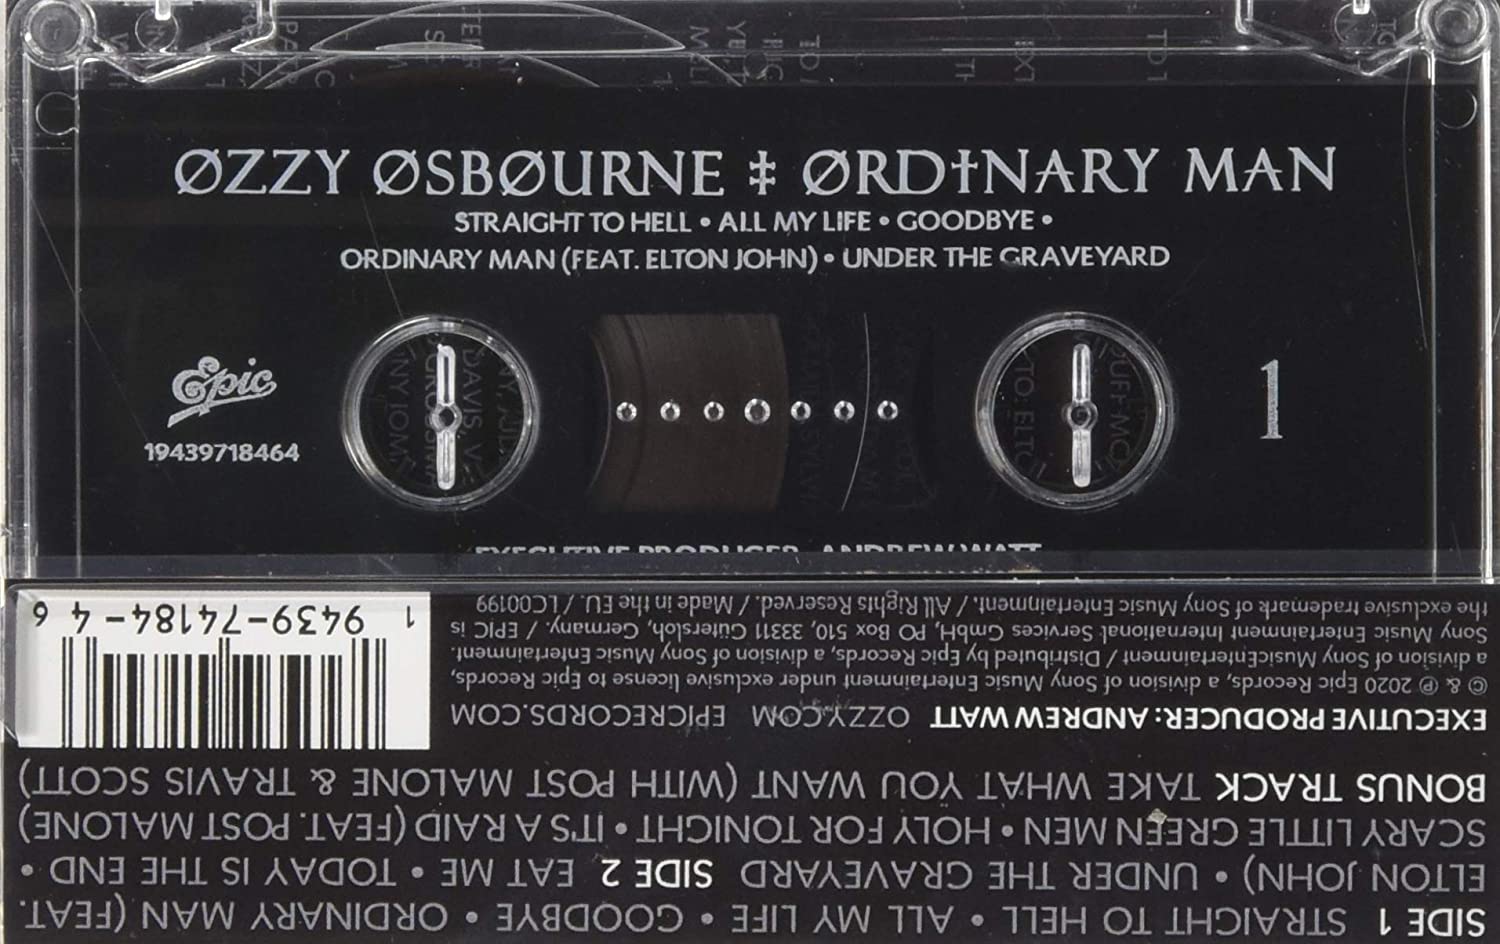 ØZZY ØSBØURNE ‡ ØRD†NARY MAN
STRAIGHT TO HELL • ALL MY LIFE • GOODBYE •
ORDINARY MAN (FEAT. ELTON JOHN) • UNDER THE GRAVEYARD
Epic
19439718464
1
EXECUTIVE PRODUCER: ANDREW WATT
SIDE 1 STRAIGHT TO HELL • ALL MY LIFE • GOODBYE • ORDINARY MAN (FEAT.
ELTON JOHN) • UNDER THE GRAVEYARD SIDE 2 EAT ME • TODAY IS THE END •
SCARY LITTLE GREEN MEN • HOLY FOR TONIGHT • IT'S A RAID (FEAT. POST MALONE)
BONUS TRACK TAKE WHAT YOU WANT (WITH POST MALONE & TRAVIS SCOTT)
EXECUTIVE PRODUCER: ANDREW WATT OZZY.COM EPICRECORDS.COM
© & ℗ 2020 Epic Records, a division of Sony Music Entertainment under exclusive license to Epic Records,
a division of Sony MusicEntertainment / Distributed by Epic Records, a division of Sony Music Entertainment.
Sony Music Entertainment International Services GmbH, PO Box 510, 33311 Gütersloh, Germany. / EPIC is
the exclusive trademark of Sony Music Entertainment. / All Rights Reserved. / Made in the EU. / LC00199
1 9439-74184-4 6